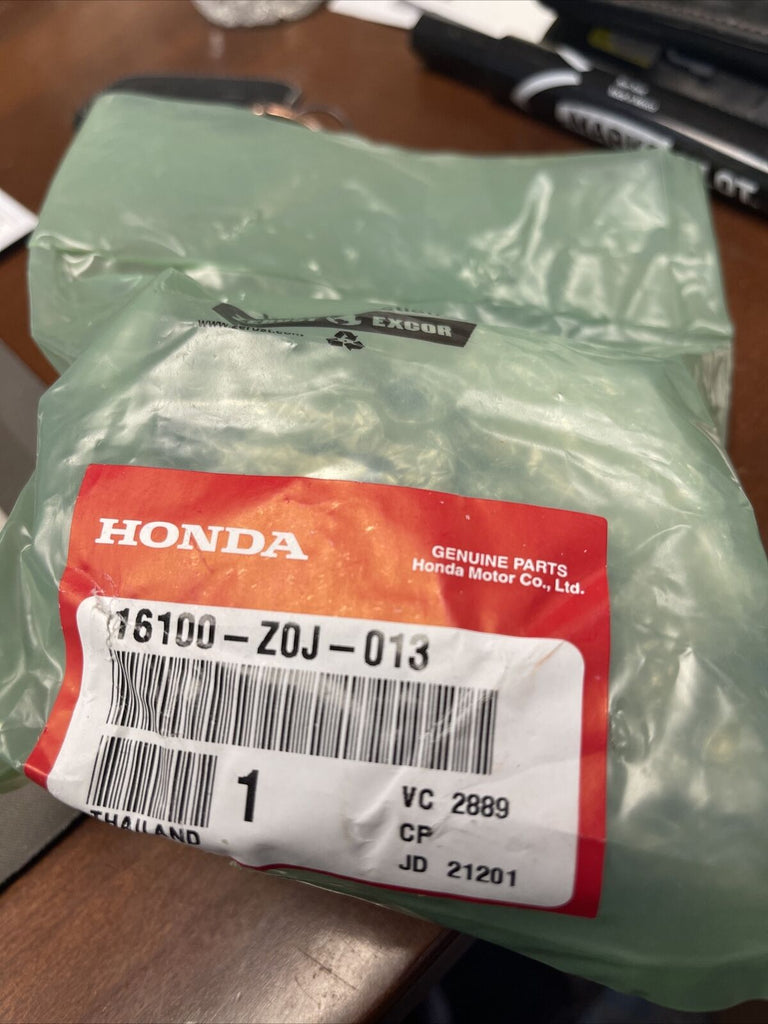 EXCOR
HONDA
GENUINE PARTS
Honda Motor Co., Ltd.
16100-Z0J-013
1
VC 2889
THAILAND
CP
JD 21201